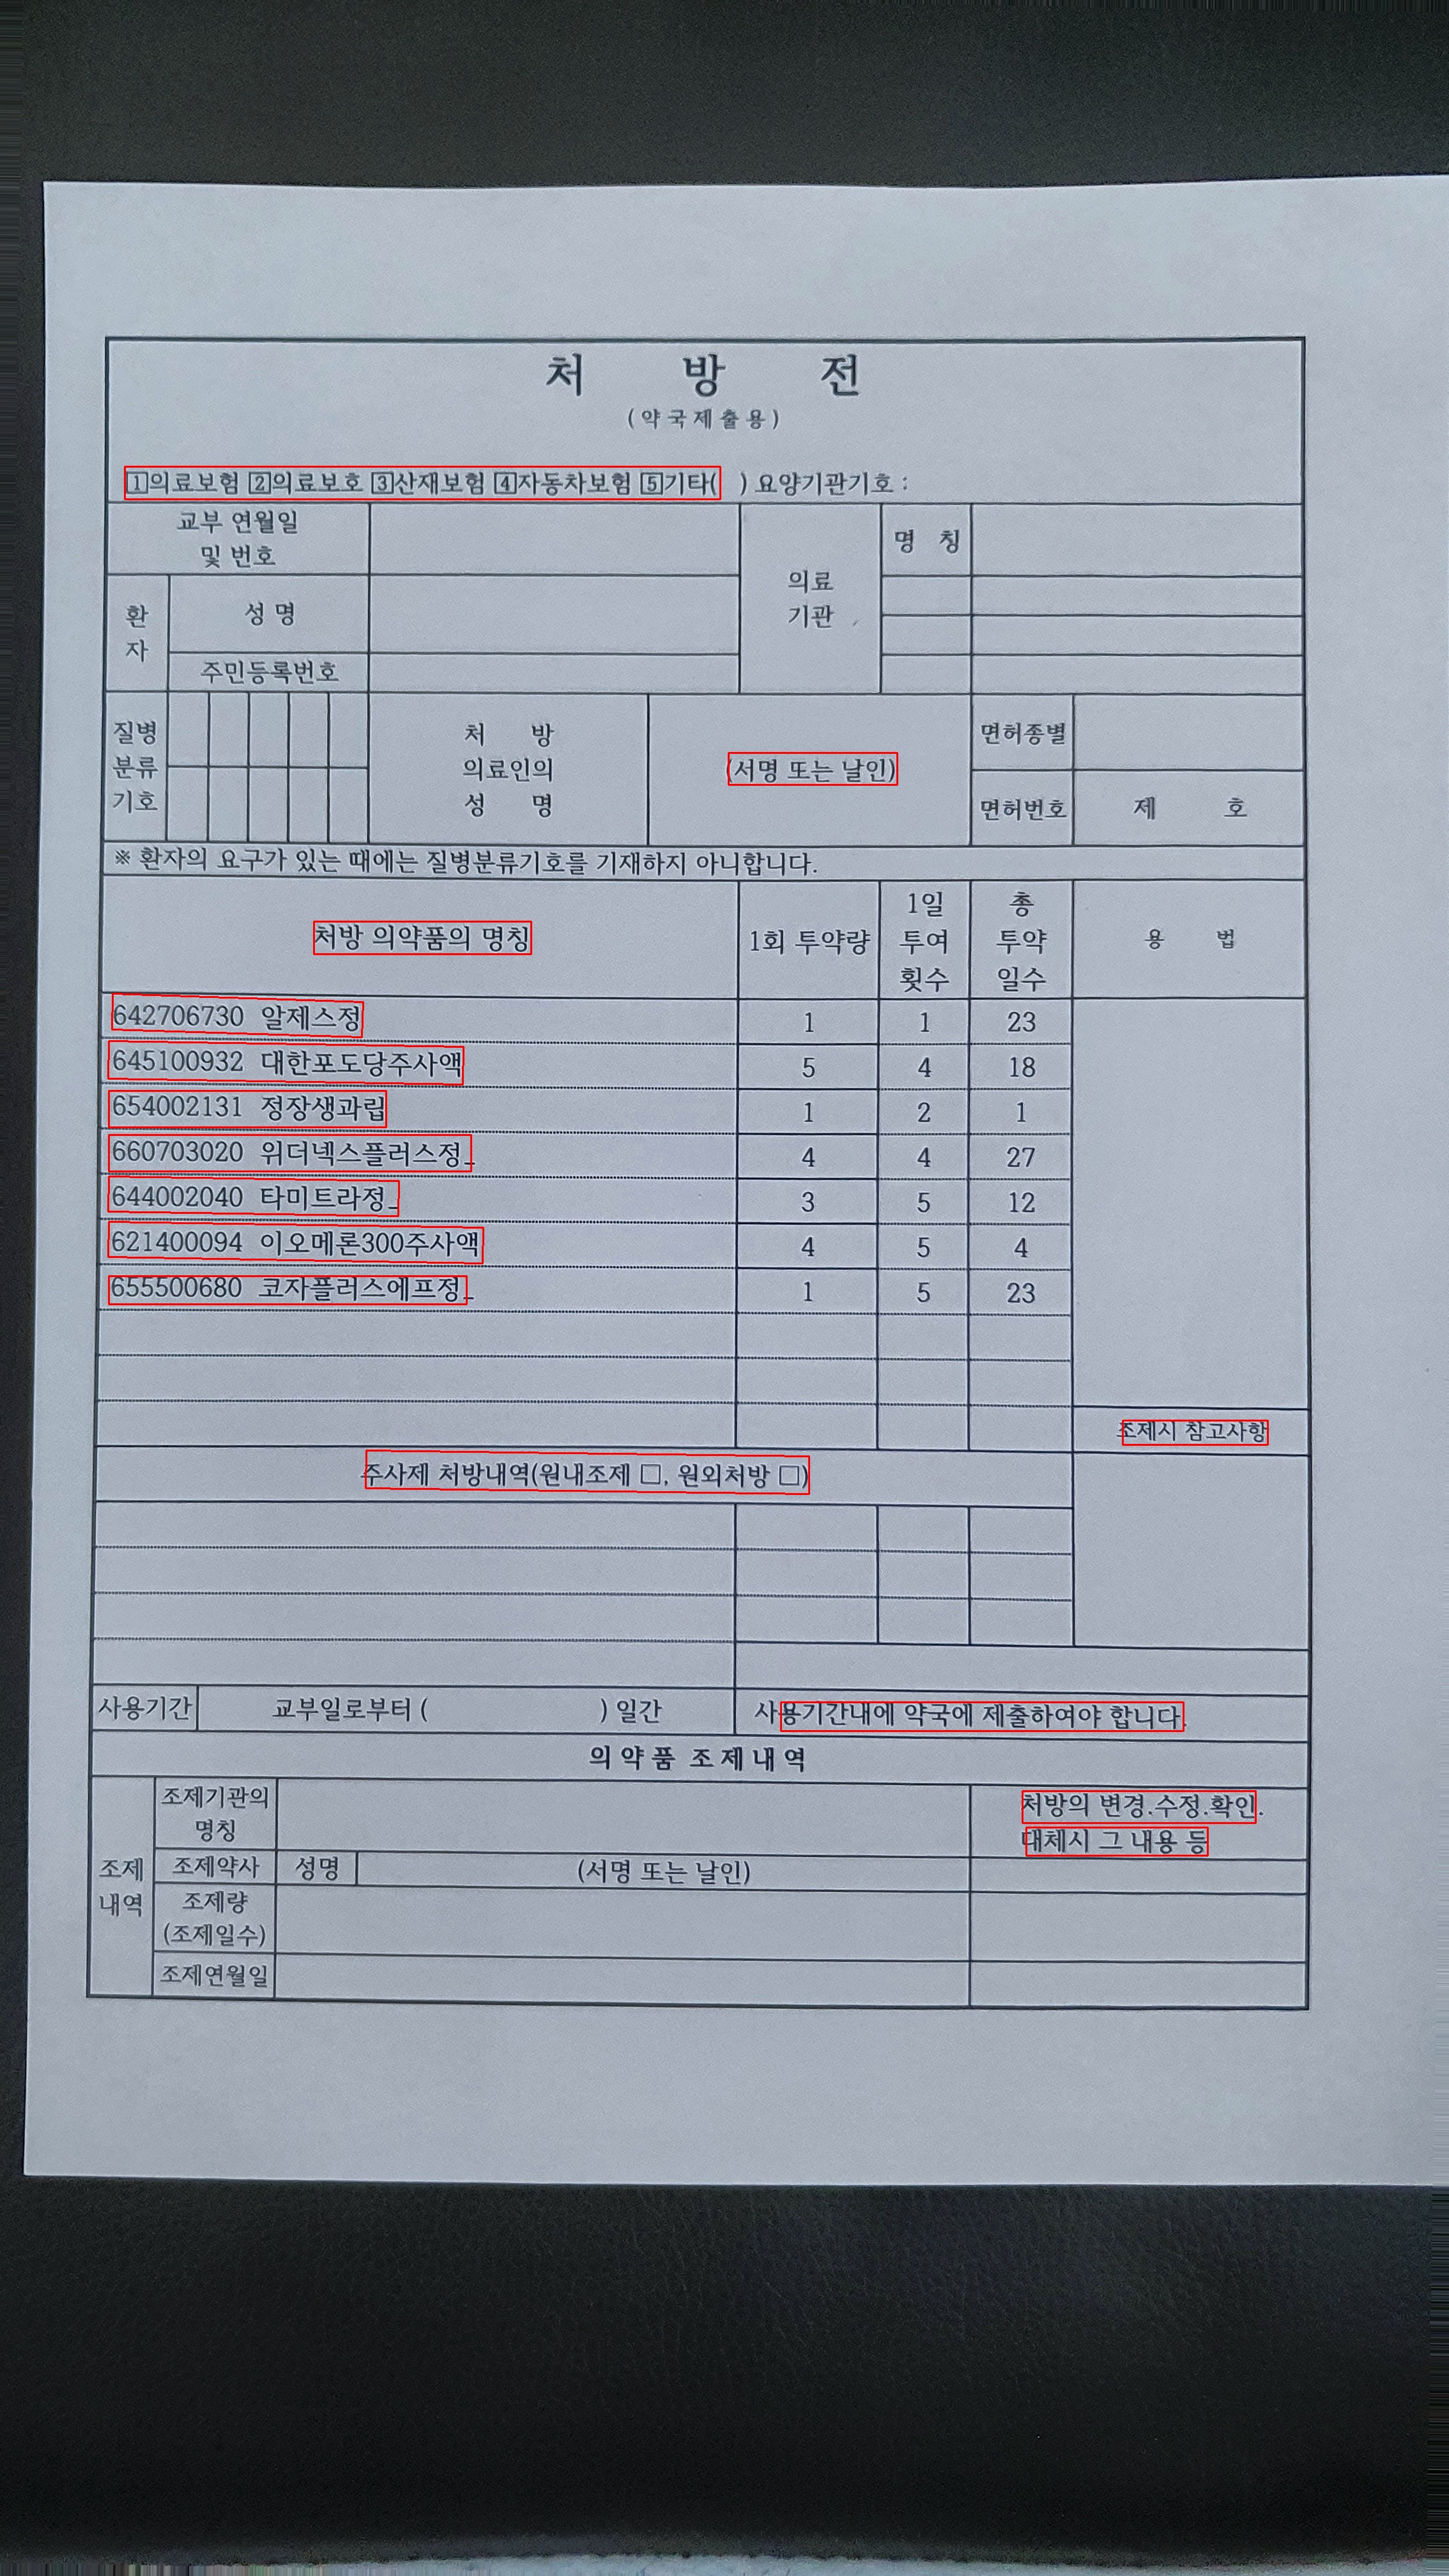 처 방 전
(약국제출용)
1의료보험 2의료보호 3산재보험 4자동차보험 5기타( ) 요양기관기호 :
교부 연월일 및 번호
의료 기관
명 칭
환자
성 명
주민등록번호
질병 분류 기호
처 방 의료인의 성 명
(서명 또는 날인)
면허종별
면허번호
제 호
※ 환자의 요구가 있는 때에는 질병분류기호를 기재하지 아니합니다.
처방 의약품의 명칭
1회 투약량
1일 투여 횟수
총 투약 일수
용 법
642706730 알제스정 1 1 23
645100932 대한포도당주사액 5 4 18
654002131 정장생과립 1 2 1
660703020 위더넥스플러스정_ 4 4 27
644002040 타미트라정_ 3 5 12
621400094 이오메론300주사액 4 5 4
655500680 코자플러스에프정_ 1 5 23
조제시 참고사항
주사제 처방내역(원내조제 □, 원외처방 □)
사용기간
교부일로부터 ( ) 일간
사용기간내에 약국에 제출하여야 합니다.
의약품 조제내역
조제 내역
조제기관의 명칭
처방의 변경.수정.확인.
대체시 그 내용 등
조제약사
성명
(서명 또는 날인)
조제량
(조제일수)
조제연월일